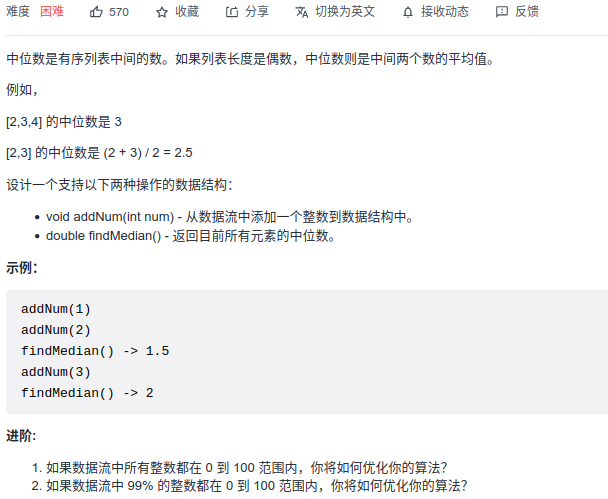 难度 困难 570 收藏 分享 切换为英文 接收动态 反馈
中位数是有序列表中间的数。如果列表长度是偶数，中位数则是中间两个数的平均值。
例如，
[2,3,4] 的中位数是 3
[2,3] 的中位数是 (2 + 3) / 2 = 2.5
设计一个支持以下两种操作的数据结构：
• void addNum(int num) - 从数据流中添加一个整数到数据结构中。
• double findMedian() - 返回目前所有元素的中位数。
示例：
addNum(1)
addNum(2)
findMedian() -> 1.5
addNum(3)
findMedian() -> 2
进阶:
1. 如果数据流中所有整数都在 0 到 100 范围内，你将如何优化你的算法？
2. 如果数据流中 99% 的整数都在 0 到 100 范围内，你将如何优化你的算法？